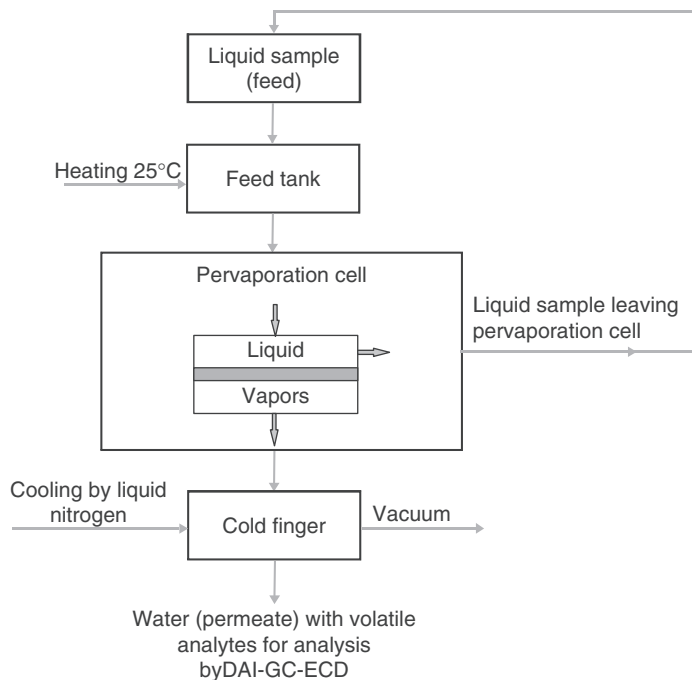 Liquid sample
(feed)
Heating 25°C
Feed tank
Pervaporation cell
Liquid
Vapors
Liquid sample leaving
pervaporation cell
Cooling by liquid
nitrogen
Cold finger
Vacuum
Water (permeate) with volatile
analytes for analysis
byDAI-GC-ECD